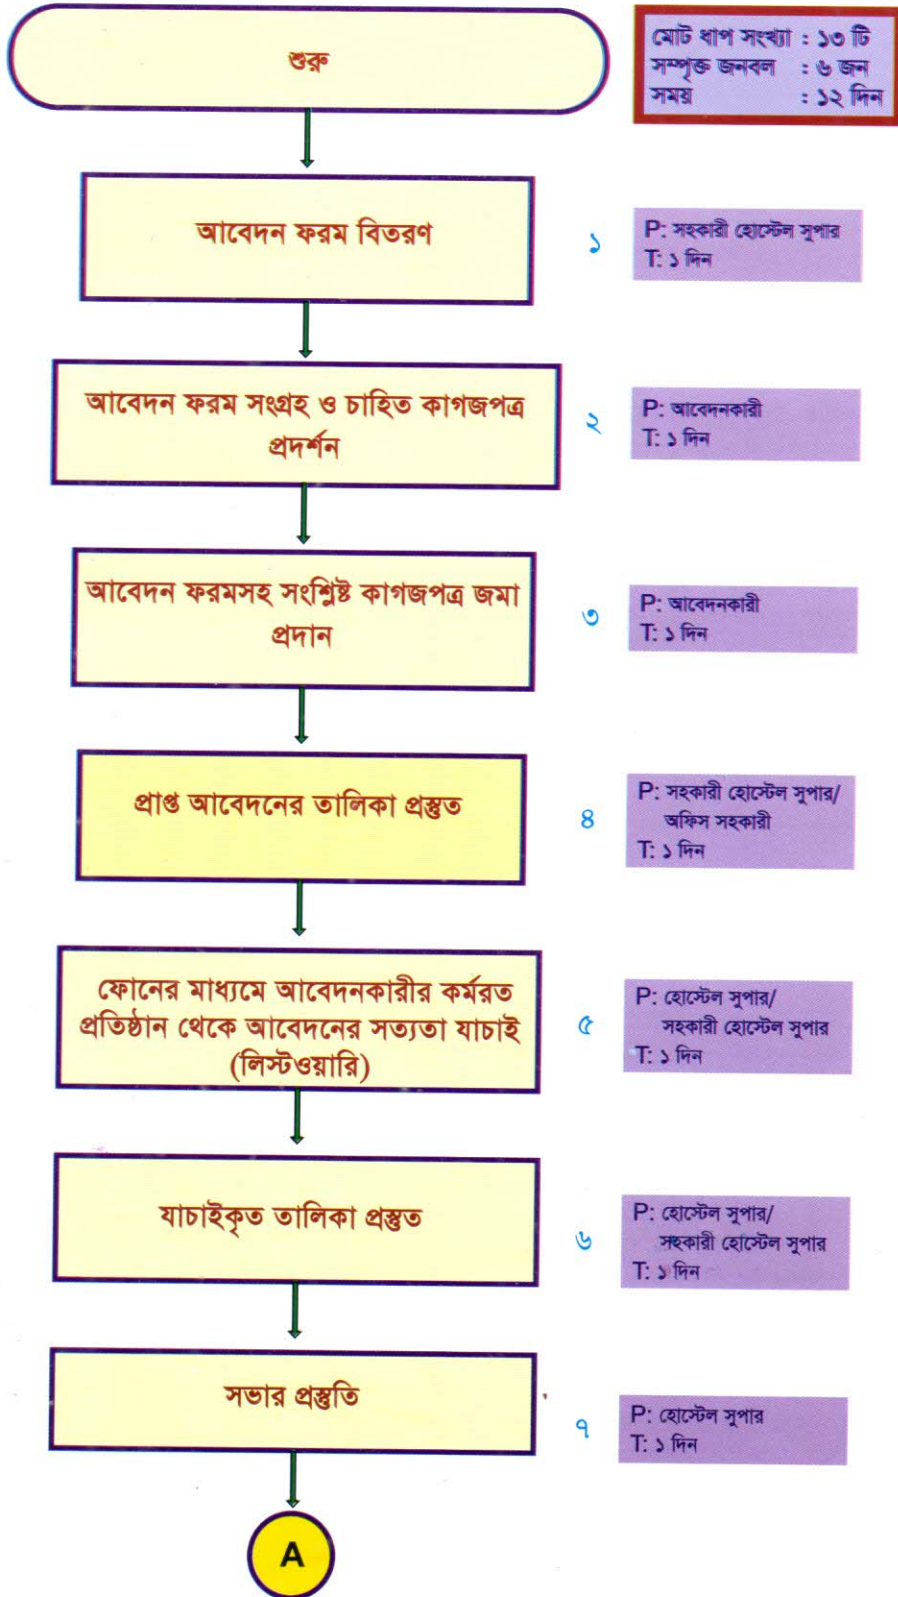 শুরু
মোট ধাপ সংখ্যা : ১৩ টি
সম্পৃক্ত জনবল : ৬ জন
সময় : ১২ দিন
আবেদন ফরম বিতরণ
১
P: সহকারী হোস্টেল সুপার
T: ১ দিন
আবেদন ফরম সংগ্রহ ও চাহিত কাগজপত্র
প্রদর্শন
২
P: আবেদনকারী
T: ১ দিন
আবেদন ফরমসহ সংশ্লিষ্ট কাগজপত্র জমা
প্রদান
৩
P: আবেদনকারী
T: ১ দিন
প্রাপ্ত আবেদনের তালিকা প্রস্তুত
৪
P: সহকারী হোস্টেল সুপার/
অফিস সহকারী
T: ১ দিন
ফোনের মাধ্যমে আবেদনকারীর কর্মরত
প্রতিষ্ঠান থেকে আবেদনের সত্যতা যাচাই
(লিস্টওয়ারি)
৫
P: হোস্টেল সুপার/
সহকারী হোস্টেল সুপার
T: ১ দিন
যাচাইকৃত তালিকা প্রস্তুত
৬
P: হোস্টেল সুপার/
সহকারী হোস্টেল সুপার
T: ১ দিন
সভার প্রস্তুতি
৭
P: হোস্টেল সুপার
T: ১ দিন
A